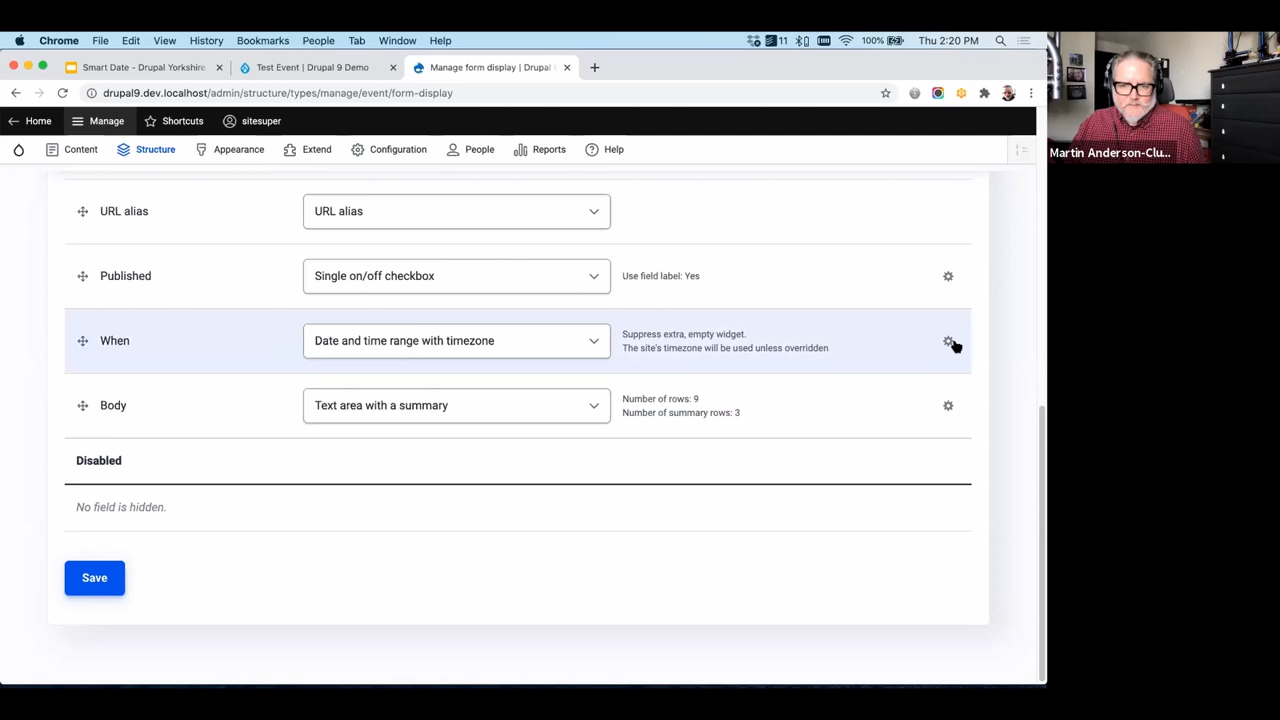 Chrome File Edit View History Bookmarks People Tab Window Help 11 100% Thu 2:20 PM
Smart Date - Drupal Yorkshire Test Event | Drupal 9 Demo Manage form display | Drupal
drupal9.dev.localhost/admin/structure/types/manage/event/form-display
Home Manage Shortcuts sitesuper
Content Structure Appearance Extend Configuration People Reports Help
Martin Anderson-Clu...
URL alias URL alias
Published Single on/off checkbox Use field label: Yes
When Date and time range with timezone Suppress extra, empty widget.
The site's timezone will be used unless overridden
Body Text area with a summary Number of rows: 9
Number of summary rows: 3
Disabled
No field is hidden.
Save